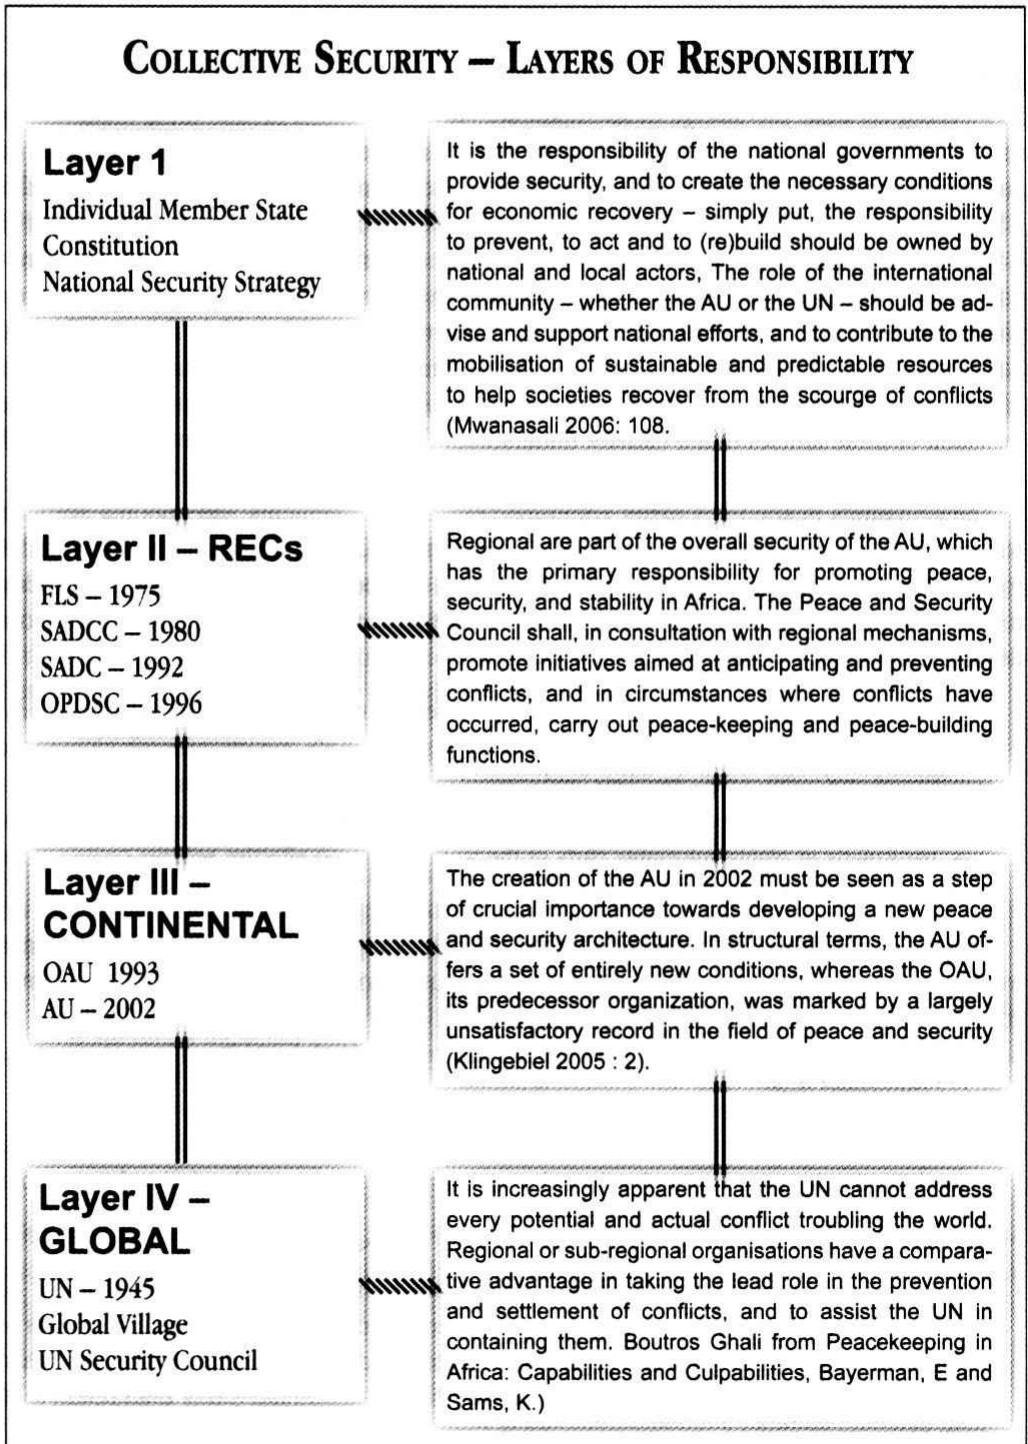 COLLECTIVE SECURITY – LAYERS OF RESPONSIBILITY
Layer 1
Individual Member State
Constitution
National Security Strategy
It is the responsibility of the national governments to
provide security, and to create the necessary conditions
for economic recovery – simply put, the responsibility
to prevent, to act and to (re)build should be owned by
national and local actors, The role of the international
community – whether the AU or the UN – should be ad-
vise and support national efforts, and to contribute to the
mobilisation of sustainable and predictable resources
to help societies recover from the scourge of conflicts
(Mwanasali 2006: 108.
Layer II – RECs
FLS – 1975
SADCC – 1980
SADC – 1992
OPDSC – 1996
Regional are part of the overall security of the AU, which
has the primary responsibility for promoting peace,
security, and stability in Africa. The Peace and Security
Council shall, in consultation with regional mechanisms,
promote initiatives aimed at anticipating and preventing
conflicts, and in circumstances where conflicts have
occurred, carry out peace-keeping and peace-building
functions.
Layer III –
CONTINENTAL
OAU 1993
AU – 2002
The creation of the AU in 2002 must be seen as a step
of crucial importance towards developing a new peace
and security architecture. In structural terms, the AU of-
fers a set of entirely new conditions, whereas the OAU,
its predecessor organization, was marked by a largely
unsatisfactory record in the field of peace and security
(Klingebiel 2005 : 2).
Layer IV –
GLOBAL
UN – 1945
Global Village
UN Security Council
It is increasingly apparent that the UN cannot address
every potential and actual conflict troubling the world.
Regional or sub-regional organisations have a compara-
tive advantage in taking the lead role in the prevention
and settlement of conflicts, and to assist the UN in
containing them. Boutros Ghali from Peacekeeping in
Africa: Capabilities and Culpabilities, Bayerman, E and
Sams, K.)